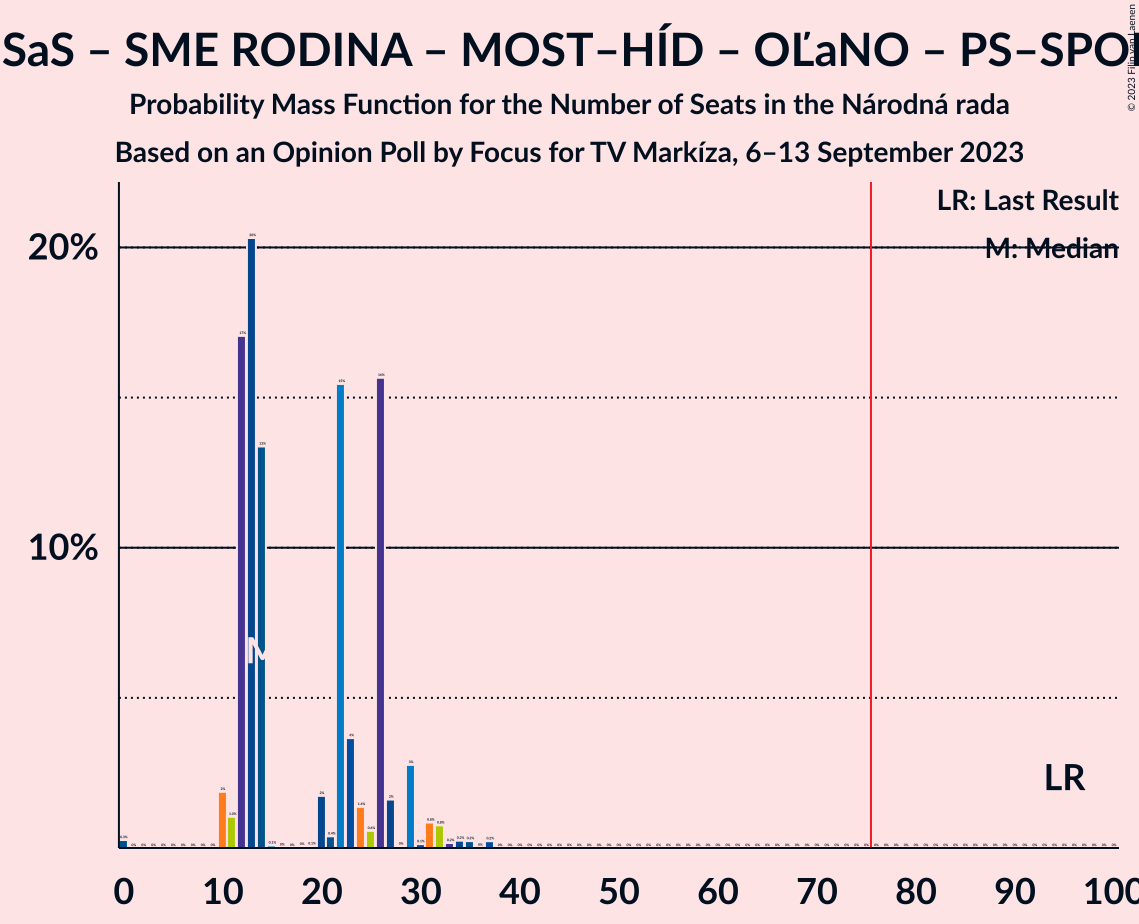 SaS – SME RODINA – MOST–HÍD – OĽaNO – PS–SPO
Probability Mass Function for the Number of Seats in the Národná rada
Based on an Opinion Poll by Focus for TV Markíza, 6–13 September 2023
© 2023 Filip van Laenen
LR: Last Result
M: Median
20%
10%
M
LR
0 10 20 30 40 50 60 70 80 90 100